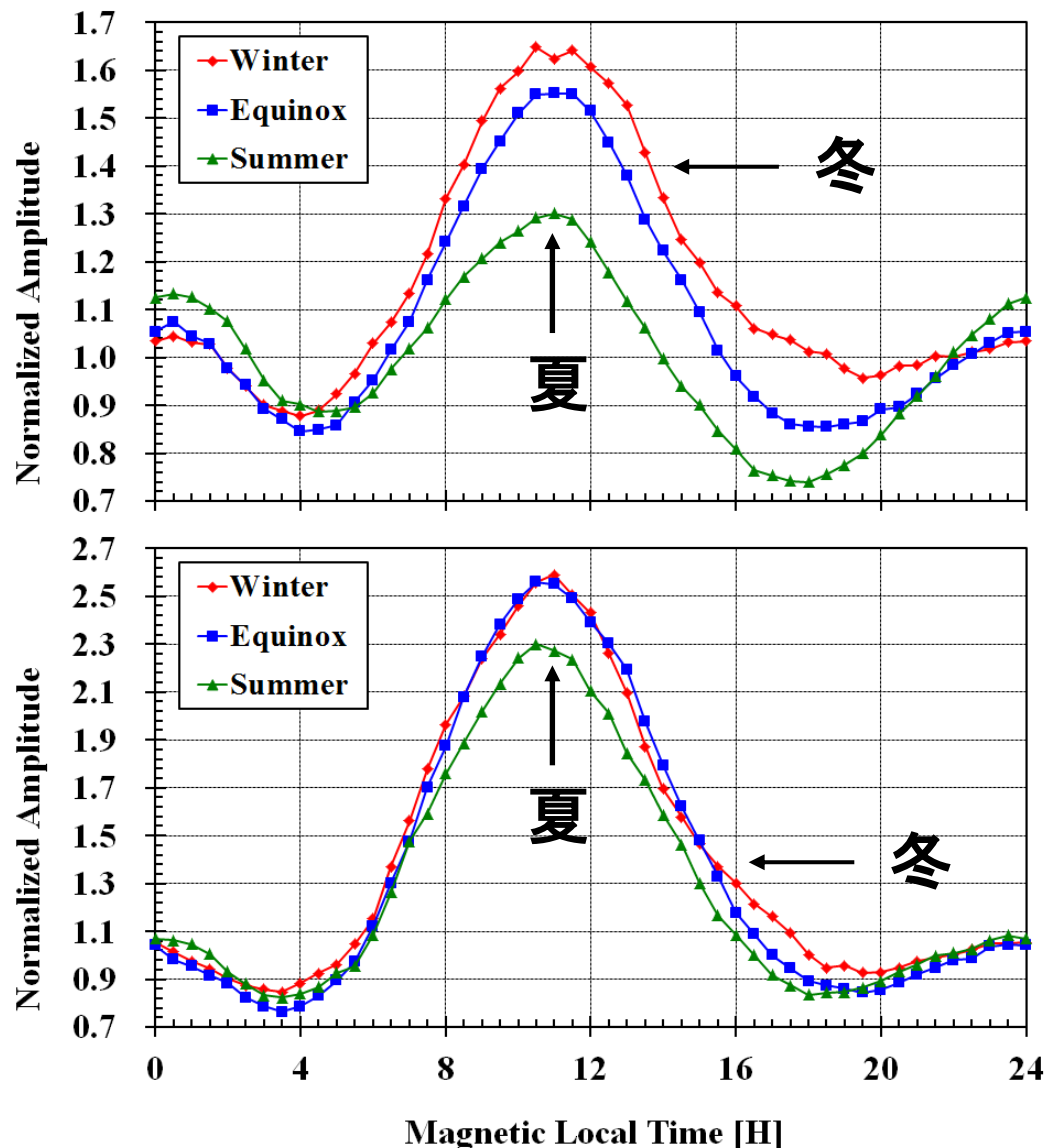 Normalized Amplitude
1.7
1.6
1.5
1.4
1.3
1.2
1.1
1.0
0.9
0.8
0.7
Winter
Equinox
Summer
冬
夏
Normalized Amplitude
2.7
2.5
2.3
2.1
1.9
1.7
1.5
1.3
1.1
0.9
0.7
Winter
Equinox
Summer
夏
冬
0 4 8 12 16 20 24
Magnetic Local Time [H]